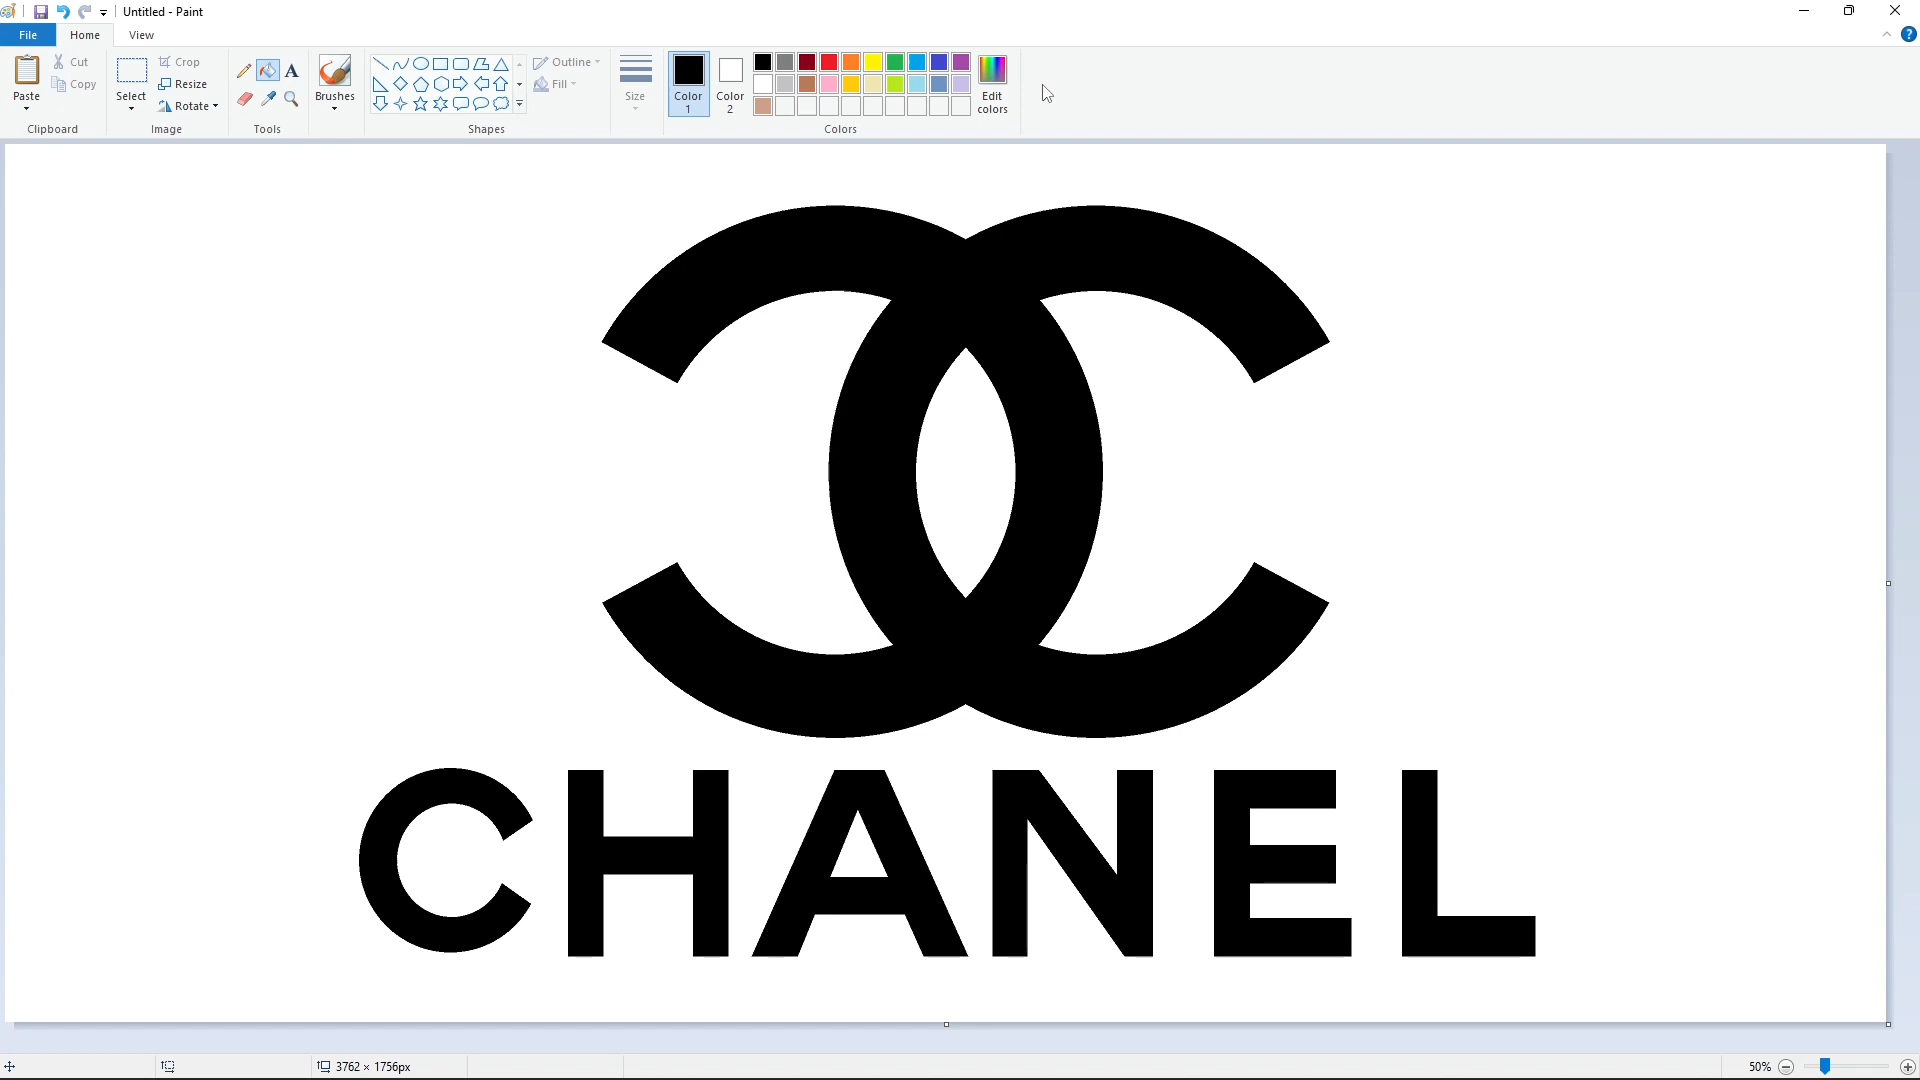 Untitled - Paint
File Home View
Paste
Cut
Copy
Clipboard
Select
Crop
Resize
Rotate
Image
A
Tools
Brushes
Outline
Fill
Shapes
Size
Color 1
Color 2
Edit colors
Colors
?
CHANEL
3762 × 1756px
50%